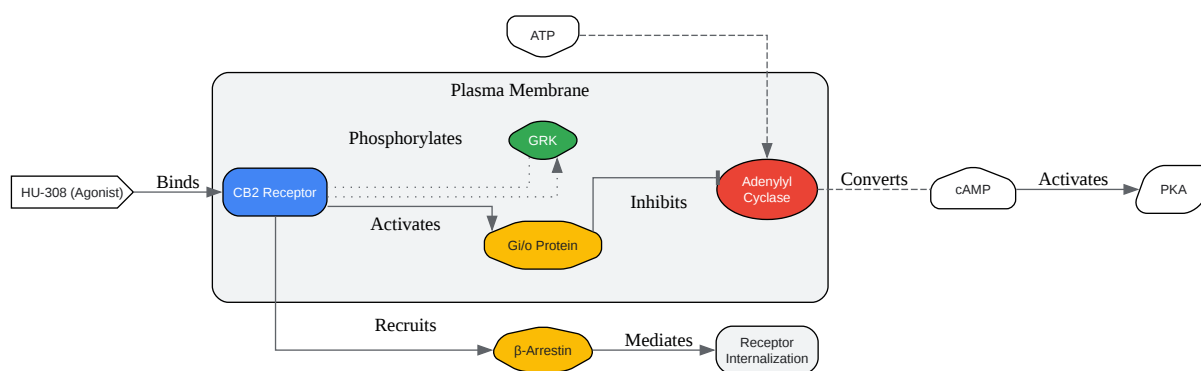 ATP
Plasma Membrane
Phosphorylates
GRK
HU-308 (Agonist)
Binds
CB2 Receptor
Activates
Gi/o Protein
Inhibits
Adenylyl
Cyclase
Converts
cAMP
Activates
PKA
Recruits
β-Arrestin
Mediates
Receptor
Internalization